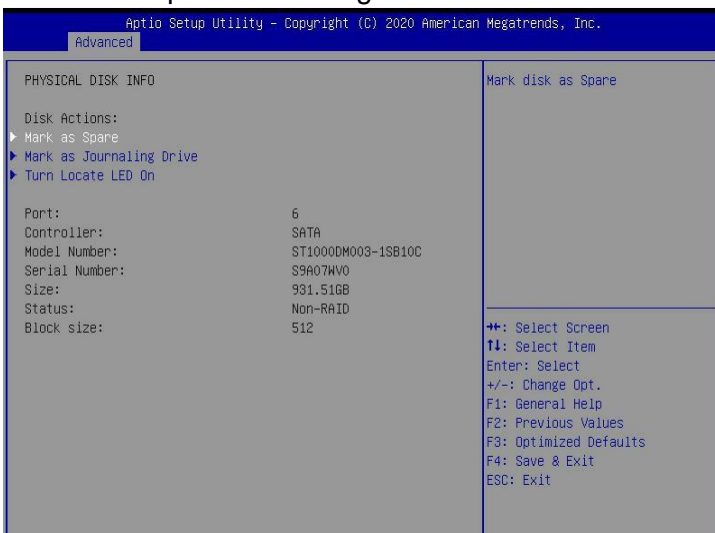 Aptio Setup Utility – Copyright (C) 2020 American Megatrends, Inc.
Advanced
PHYSICAL DISK INFO
Disk Actions:
▶ Mark as Spare
▶ Mark as Journaling Drive
▶ Turn Locate LED On
Port: 6
Controller: SATA
Model Number: ST1000DM003-1SB10C
Serial Number: S9A07WV0
Size: 931.51GB
Status: Non-RAID
Block size: 512
Mark disk as Spare
→←: Select Screen
↑↓: Select Item
Enter: Select
+/-: Change Opt.
F1: General Help
F2: Previous Values
F3: Optimized Defaults
F4: Save & Exit
ESC: Exit